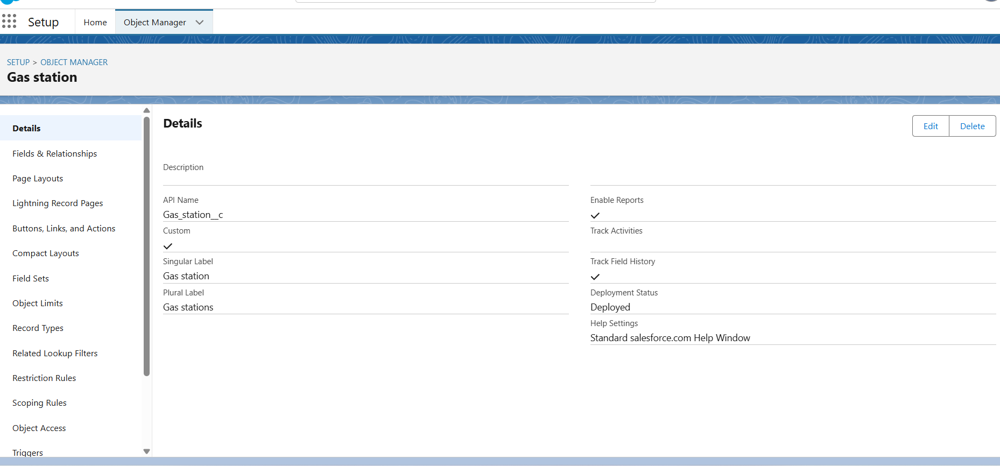 Setup
Home
Object Manager
SETUP > OBJECT MANAGER
Gas station
Details
Fields & Relationships
Page Layouts
Lightning Record Pages
Buttons, Links, and Actions
Compact Layouts
Field Sets
Object Limits
Record Types
Related Lookup Filters
Restriction Rules
Scoping Rules
Object Access
Triggers
Details
Edit
Delete
Description
API Name
Gas_station__c
Custom
Singular Label
Gas station
Plural Label
Gas stations
Enable Reports
Track Activities
Track Field History
Deployment Status
Deployed
Help Settings
Standard salesforce.com Help Window